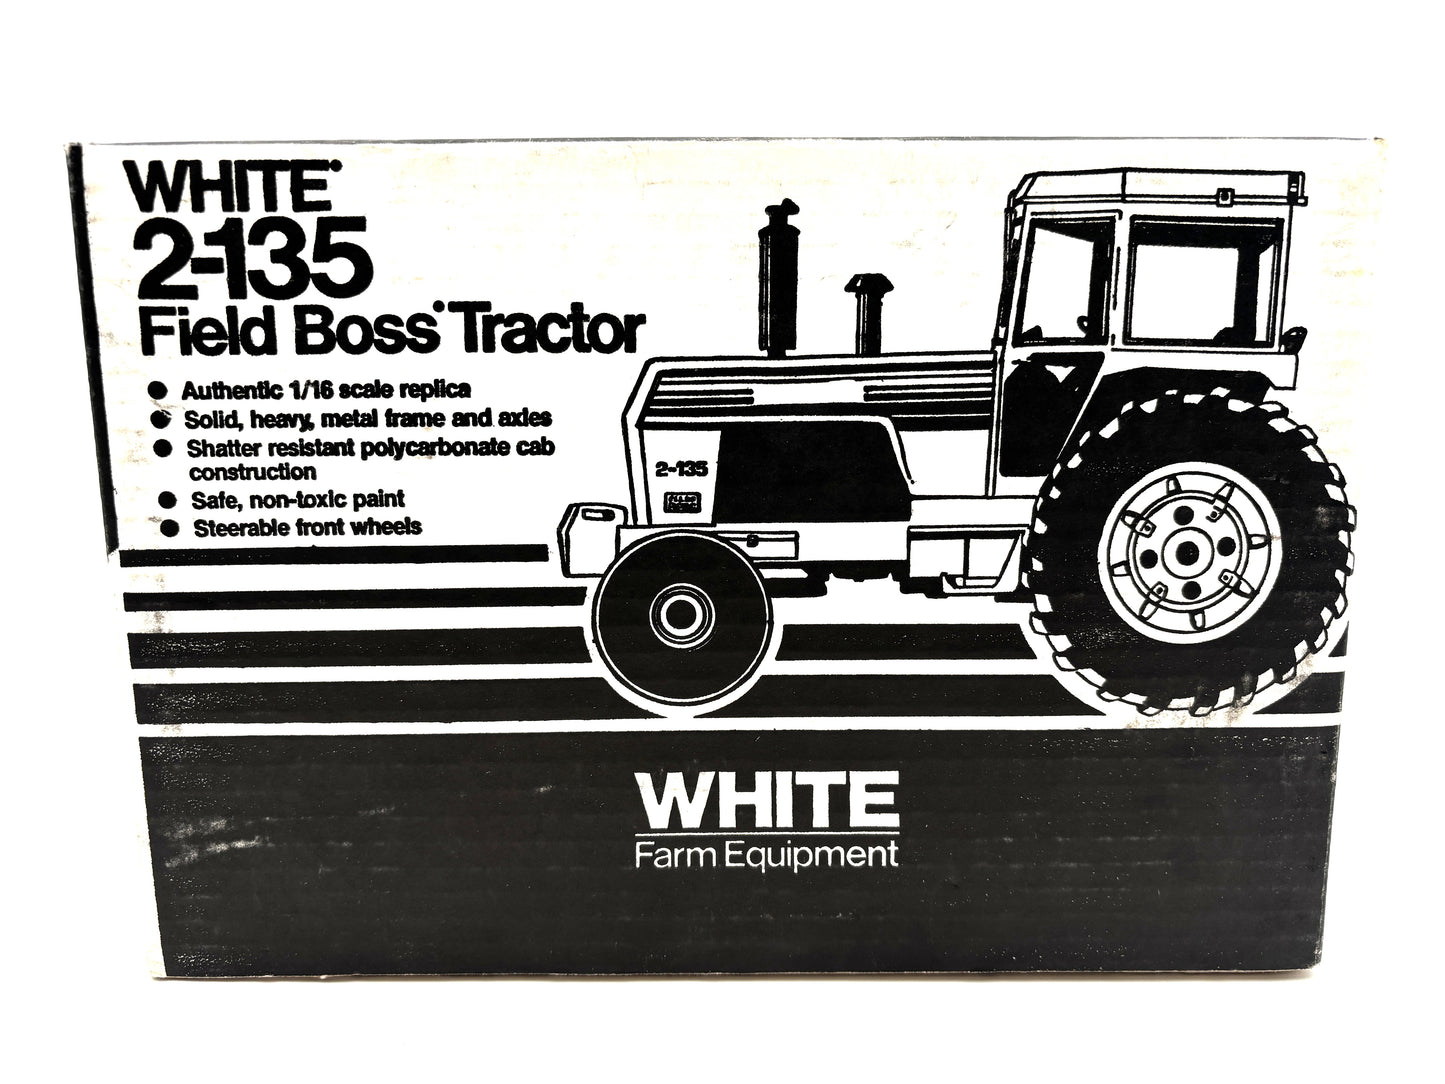 WHITE
2-135
Field Boss Tractor
● Authentic 1/16 scale replica
● Solid, heavy, metal frame and axles
● Shatter resistant polycarbonate cab
construction
● Safe, non-toxic paint
● Steerable front wheels
2-135
WHITE
Farm Equipment